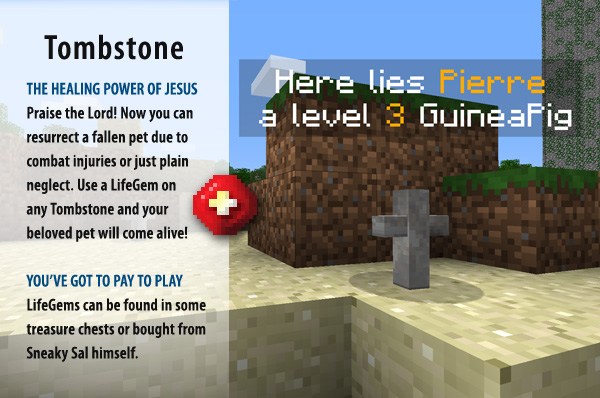 Tombstone
THE HEALING POWER OF JESUS
Praise the Lord! Now you can
resurrect a fallen pet due to
combat injuries or just plain
neglect. Use a LifeGem on
any Tombstone and your
beloved pet will come alive!
YOU'VE GOT TO PAY TO PLAY
LifeGems can be found in some
treasure chests or bought from
Sneaky Sal himself.
Here lies Pierre
a level 3 GuineaPig